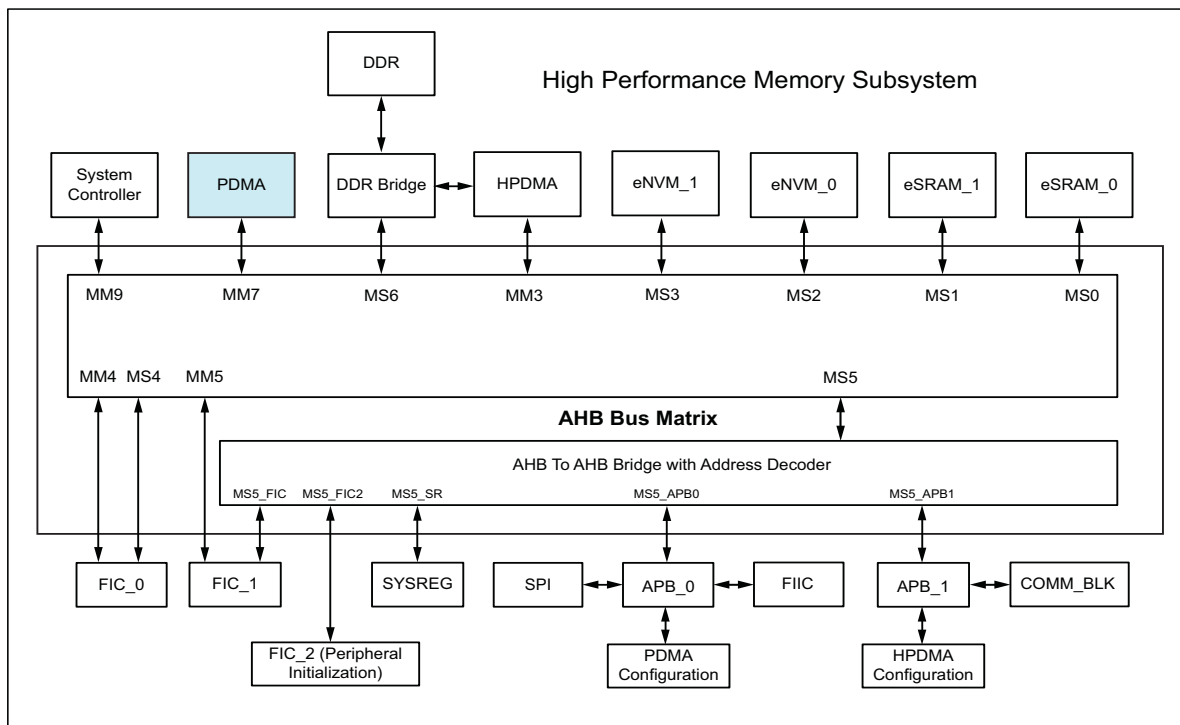 DDR
High Performance Memory Subsystem
System
Controller
PDMA
DDR Bridge
HPDMA
eNVM_1
eNVM_0
eSRAM_1
eSRAM_0
MM9
MM7
MS6
MM3
MS3
MS2
MS1
MS0
MM4
MS4
MM5
MS5
AHB Bus Matrix
AHB To AHB Bridge with Address Decoder
MS5_FIC
MS5_FIC2
MS5_SR
MS5_APB0
MS5_APB1
FIC_0
FIC_1
SYSREG
SPI
APB_0
FIIC
APB_1
COMM_BLK
FIC_2 (Peripheral
Initialization)
PDMA
Configuration
HPDMA
Configuration